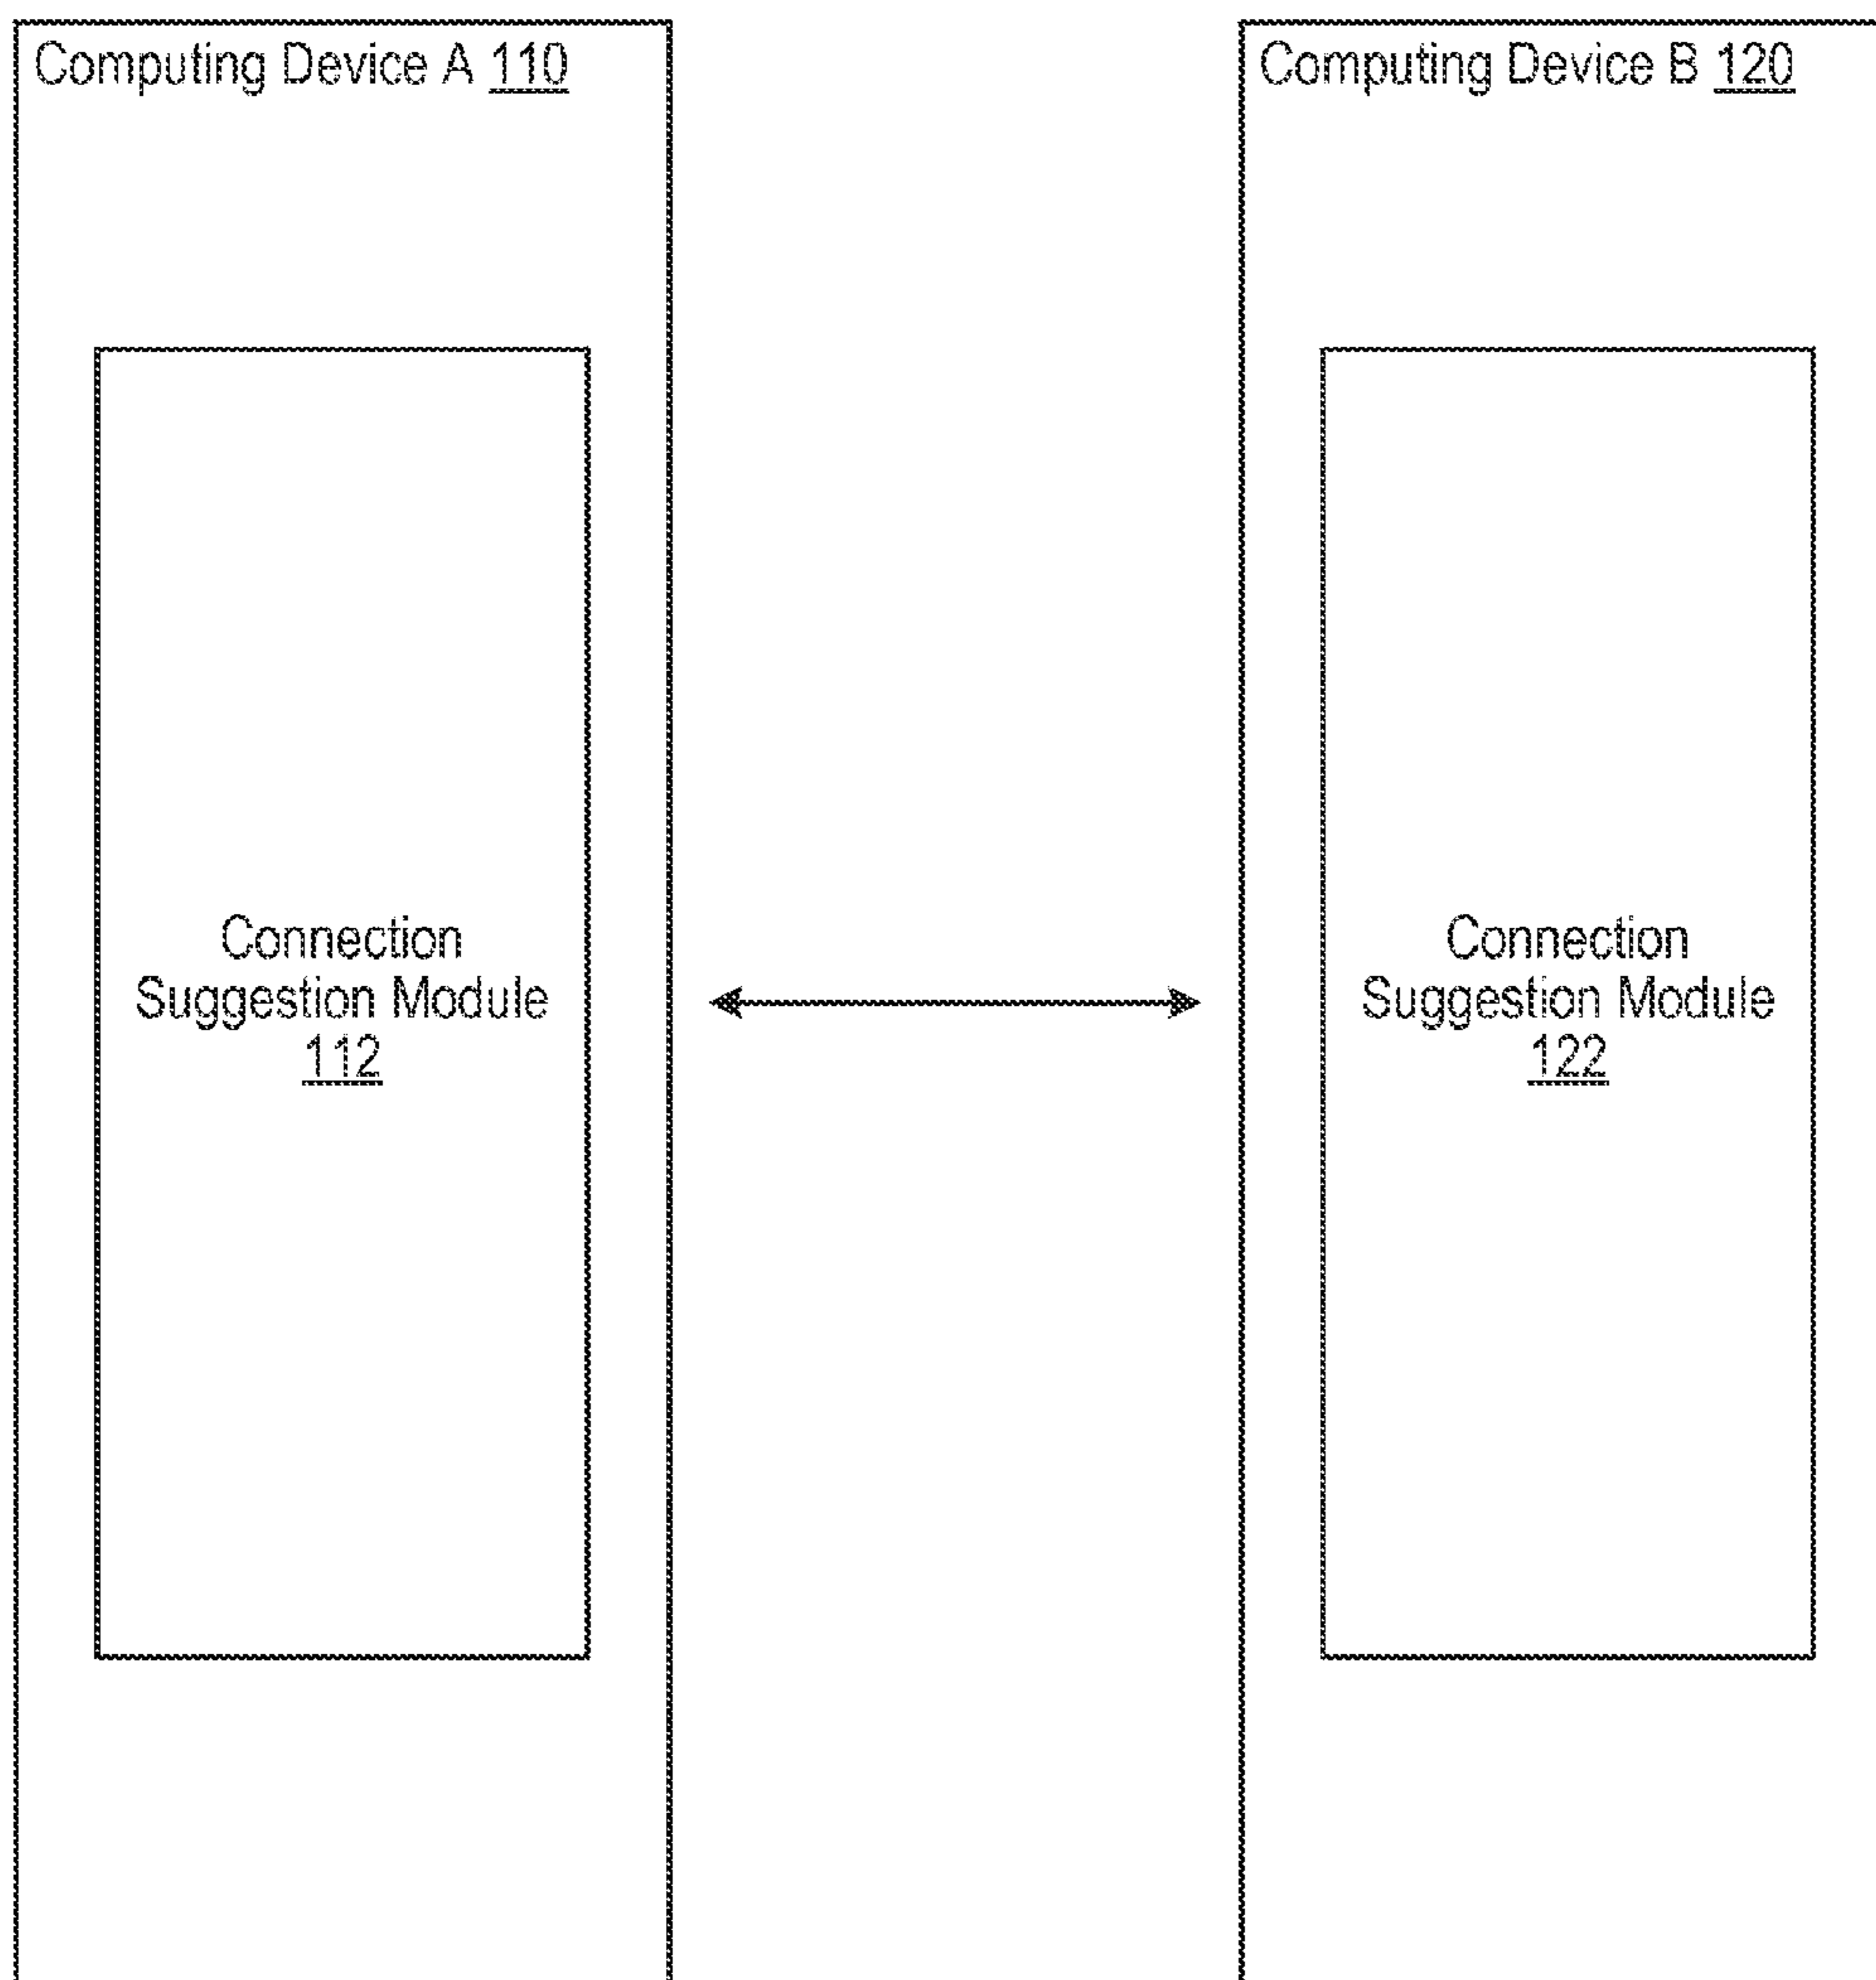 Computing Device A 110
Computing Device B 120
Connection
Suggestion Module
112
Connection
Suggestion Module
122